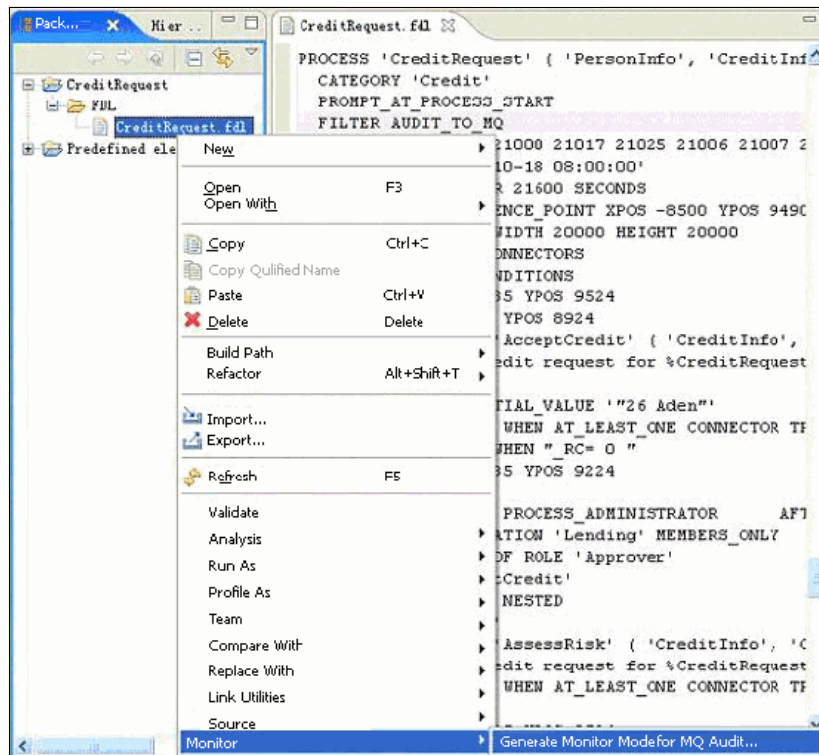 Pack...
Hier ..
CreditRequest.fdl
CreditRequest
FDL
CreditRequest.fdl
Predefined ele
PROCESS 'CreditRequest' ( 'PersonInfo', 'CreditInf
CATEGORY 'Credit'
PROMPT_AT_PROCESS_START
FILTER AUDIT_TO_MQ
21000 21017 21025 21006 21007 2
10-18 08:00:00'
R 21600 SECONDS
ENCE_POINT XPOS -8500 YPOS 9490
WIDTH 20000 HEIGHT 20000
ONNECTORS
NDITIONS
35 YPOS 9524
YPOS 8924
'AcceptCredit' ( 'CreditInfo',
edit request for %CreditRequest
TIAL_VALUE '"26 Aden"'
WHEN AT_LEAST_ONE CONNECTOR TR
WHEN "_RC= 0 "
35 YPOS 9224
PROCESS_ADMINISTRATOR AFT
ATION 'Lending' MEMBERS_ONLY
OF ROLE 'Approver'
tCredit'
NESTED
'AssessRisk' ( 'CreditInfo', 'C
edit request for %CreditRequest
WHEN AT_LEAST_ONE CONNECTOR TR
New
Open F3
Open With
Copy Ctrl+C
Copy Qulified Name
Paste Ctrl+V
Delete Delete
Build Path
Refactor Alt+Shift+T
Import...
Export...
Refresh F5
Validate
Analysis
Run As
Profile As
Team
Compare With
Replace With
Link Utilities
Source
Monitor
Generate Monitor Modefor MQ Audit...